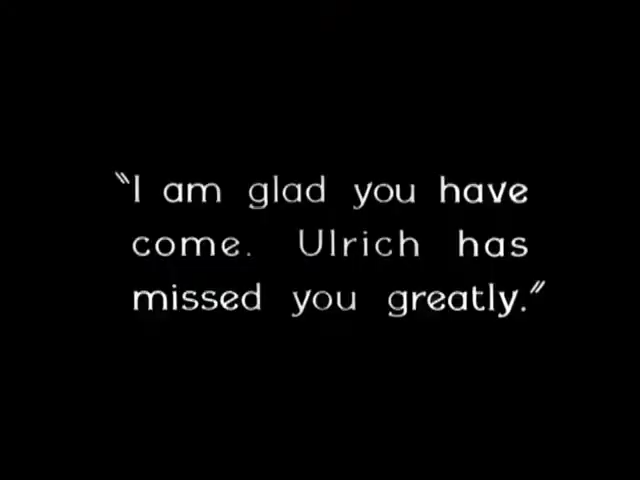 "I am glad you have
come. Ulrich has
missed you greatly."